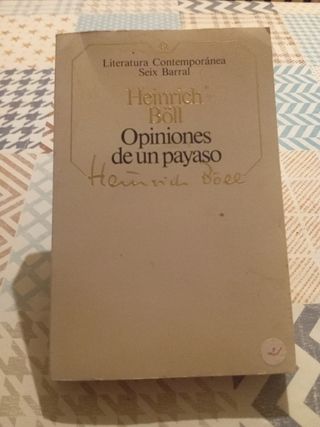 Literatura Contemporánea
Seix Barral
Heinrich
Böll
Opiniones
de un payaso
Heinrich Böll